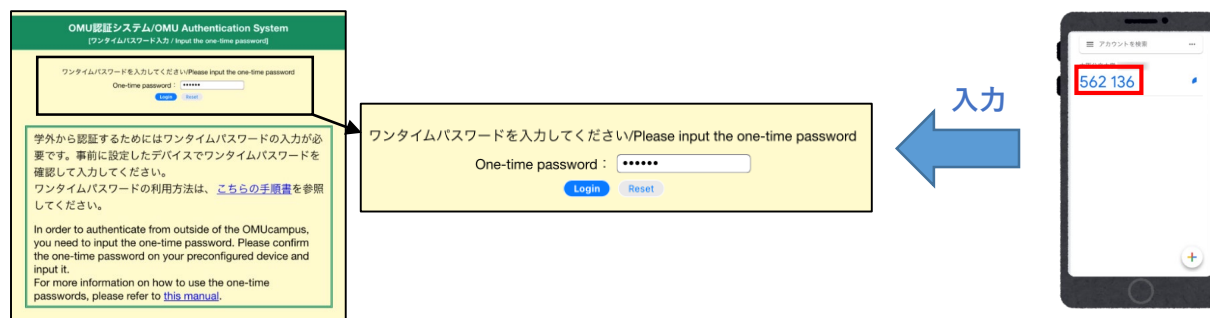 OMU認証システム/OMU Authentication System
[ワンタイムパスワード入力 / Input the one-time password]
ワンタイムパスワードを入力してください/Please input the one-time password
One-time password： ••••••
Login Reset
学外から認証するためにはワンタイムパスワードの入力が必
要です。事前に設定したデバイスでワンタイムパスワードを
確認して入力してください。
ワンタイムパスワードの利用方法は、 こちらの手順書を参照
してください。
In order to authenticate from outside of the OMUcampus,
you need to input the one-time password. Please confirm
the one-time password on your preconfigured device and
input it.
For more information on how to use the one-time
passwords, please refer to this manual.
ワンタイムパスワードを入力してください/Please input the one-time password
One-time password： ••••••
Login Reset
入力
アカウントを検索
562 136